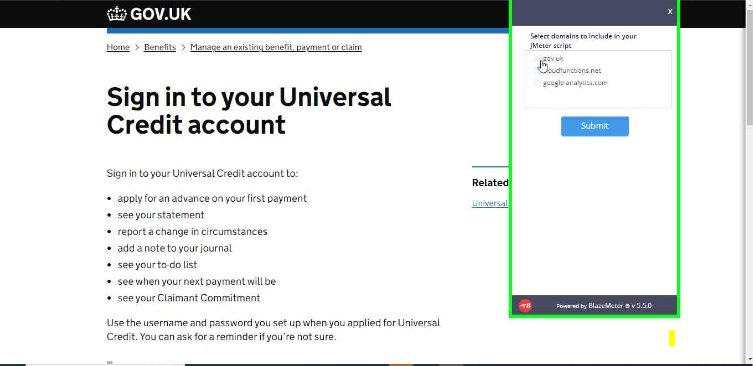 GOV.UK
Home > Benefits > Manage an existing benefit, payment or claim
Sign in to your Universal
Credit account
Sign in to your Universal Credit account to:
• apply for an advance on your first payment
• see your statement
• report a change in circumstances
• add a note to your journal
• see your to-do list
• see when your next payment will be
• see your Claimant Commitment
Use the username and password you set up when you applied for Universal
Credit. You can ask for a reminder if you're not sure.
Related
Universal
x
Select domains to include in your
JMeter script
gov.uk
oudfunctions.net
google-analytics.com
Submit
Powered by BlazeMeter ® v 5.5.0